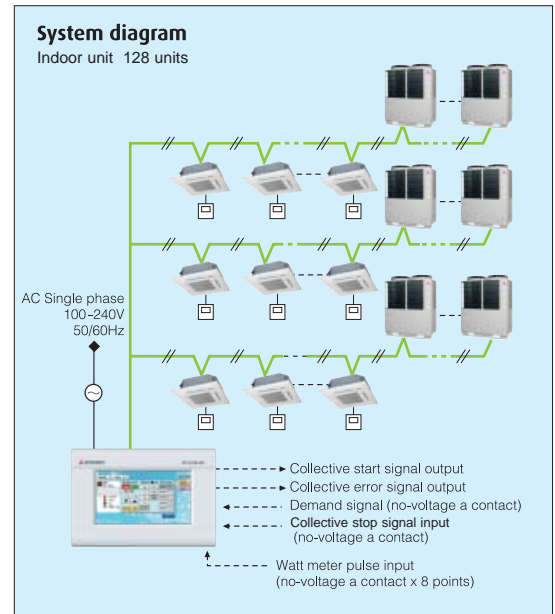 System diagram
Indoor unit 128 units
AC Single phase
100-240V
50/60Hz
Collective start signal output
Collective error signal output
Demand signal (no-voltage a contact)
Collective stop signal input
(no-voltage a contact)
Watt meter pulse input
(no-voltage a contact x 8 points)